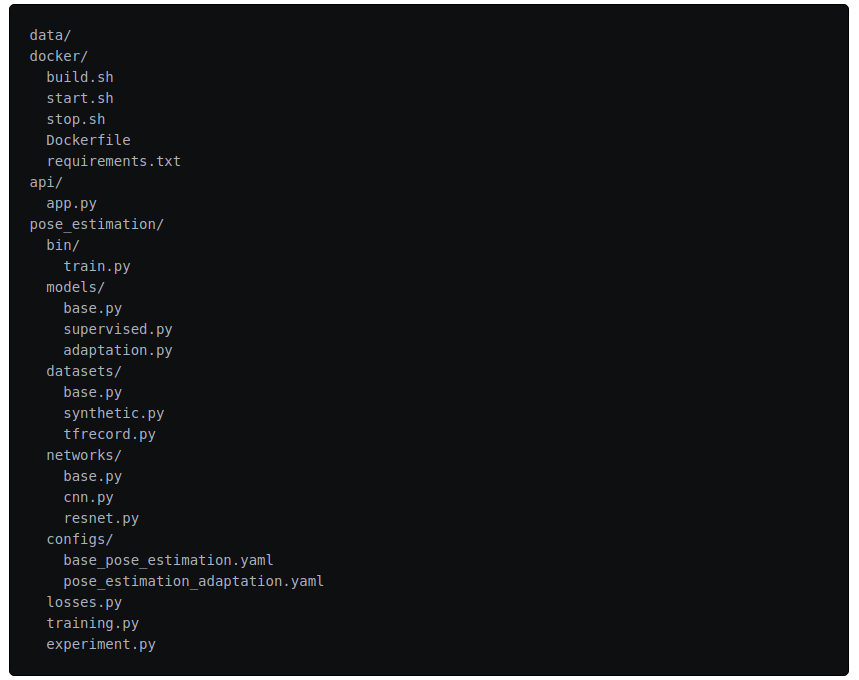 data/
docker/
  build.sh
  start.sh
  stop.sh
  Dockerfile
  requirements.txt
api/
  app.py
pose_estimation/
  bin/
    train.py
  models/
    base.py
    supervised.py
    adaptation.py
  datasets/
    base.py
    synthetic.py
    tfrecord.py
  networks/
    base.py
    cnn.py
    resnet.py
  configs/
    base_pose_estimation.yaml
    pose_estimation_adaptation.yaml
  losses.py
  training.py
  experiment.py